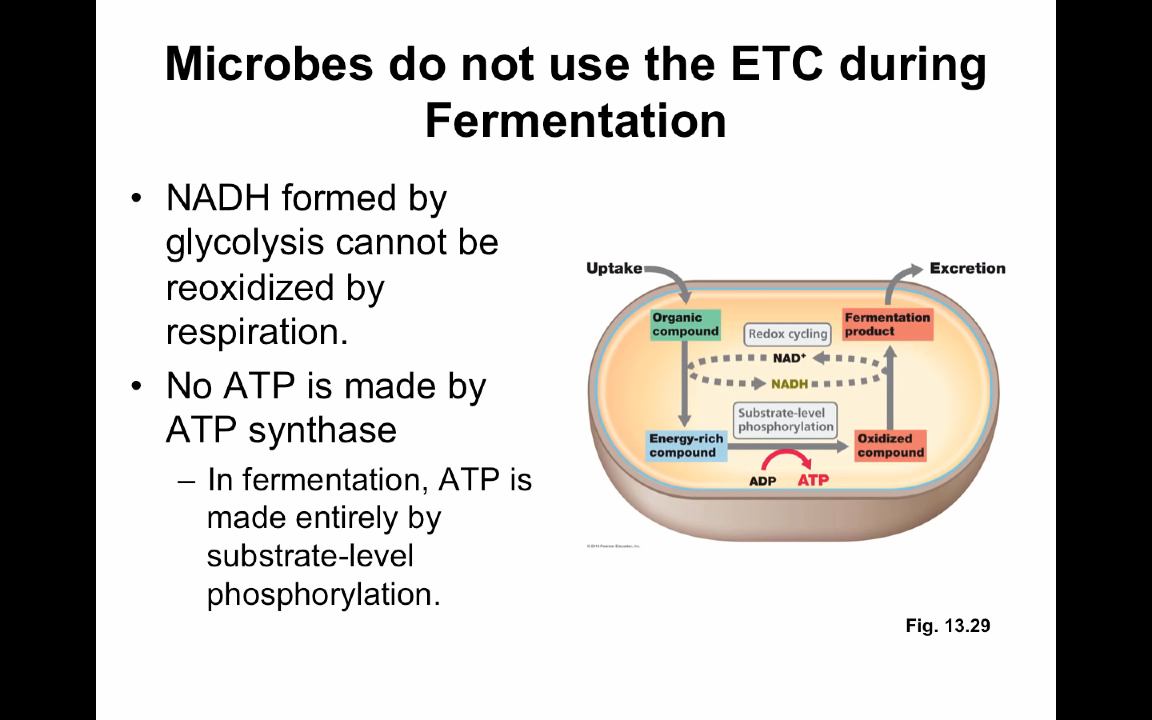 Microbes do not use the ETC during
Fermentation
• NADH formed by
glycolysis cannot be
reoxidized by
respiration.
• No ATP is made by
ATP synthase
– In fermentation, ATP is
made entirely by
substrate-level
phosphorylation.
Uptake
Excretion
Organic
compound
Fermentation
product
Redox cycling
NAD⁺
NADH
Substrate-level
phosphorylation
Energy-rich
compound
Oxidized
compound
ADP
ATP
Pearson Education, Inc.
Fig. 13.29